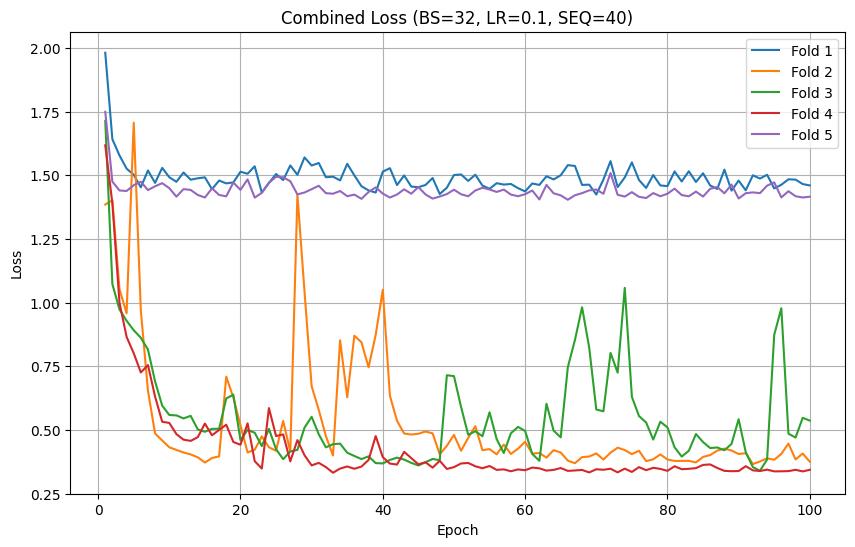 Combined Loss (BS=32, LR=0.1, SEQ=40)
Fold 1
Fold 2
Fold 3
Fold 4
Fold 5
Loss
2.00
1.75
1.50
1.25
1.00
0.75
0.50
0.25
0
20
40
60
80
100
Epoch